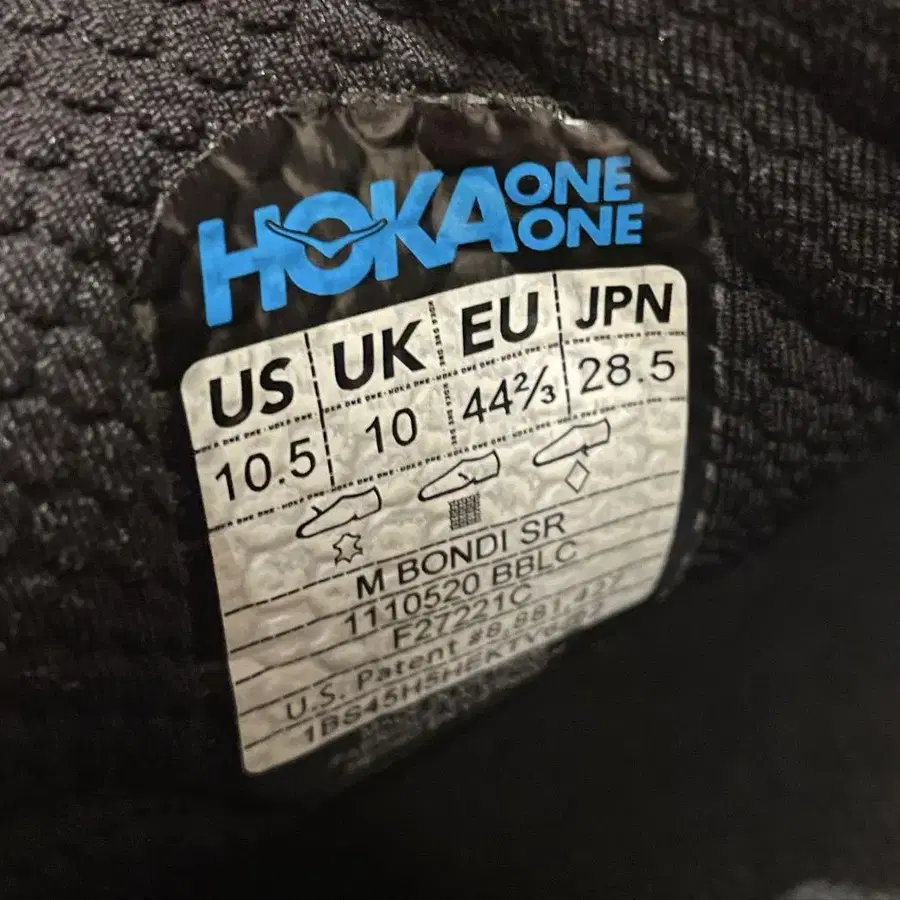 HOKA ONE ONE
US UK EU JPN
10.5 10 44⅔ 28.5
M BONDI SR
1110520 BBLC
F27221C
U.S. Patent #8,881,427